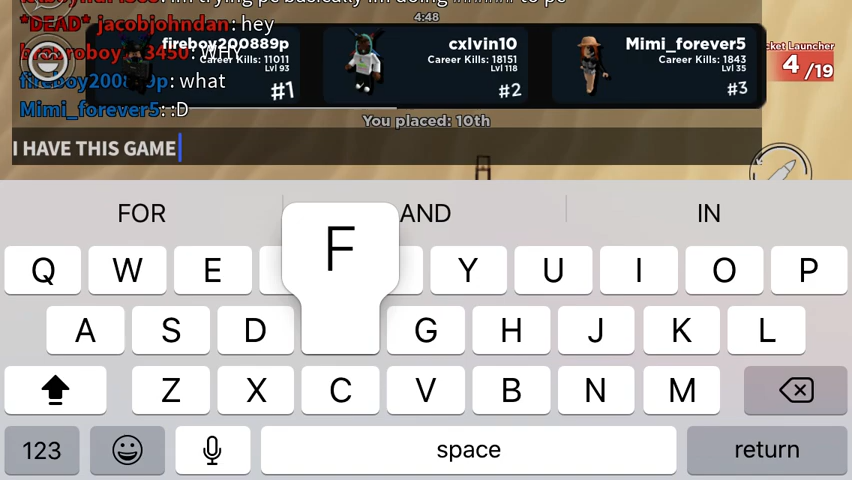 4:48
*DEAD* jacobjohndan: hey
WHY
what
Mimi_forever5: :D
fireboy200889p
Career Kills: 11011
Lvl 93
#1
cxlvin10
Career Kills: 18151
Lvl 118
#2
Mimi_forever5
Career Kills: 1843
Lvl 35
#3
cket Launcher
4/19
You placed: 10th
I HAVE THIS GAME
FOR AND IN
Q W E Y U I O P
A S D F G H J K L
Z X C V B N M
123 space return